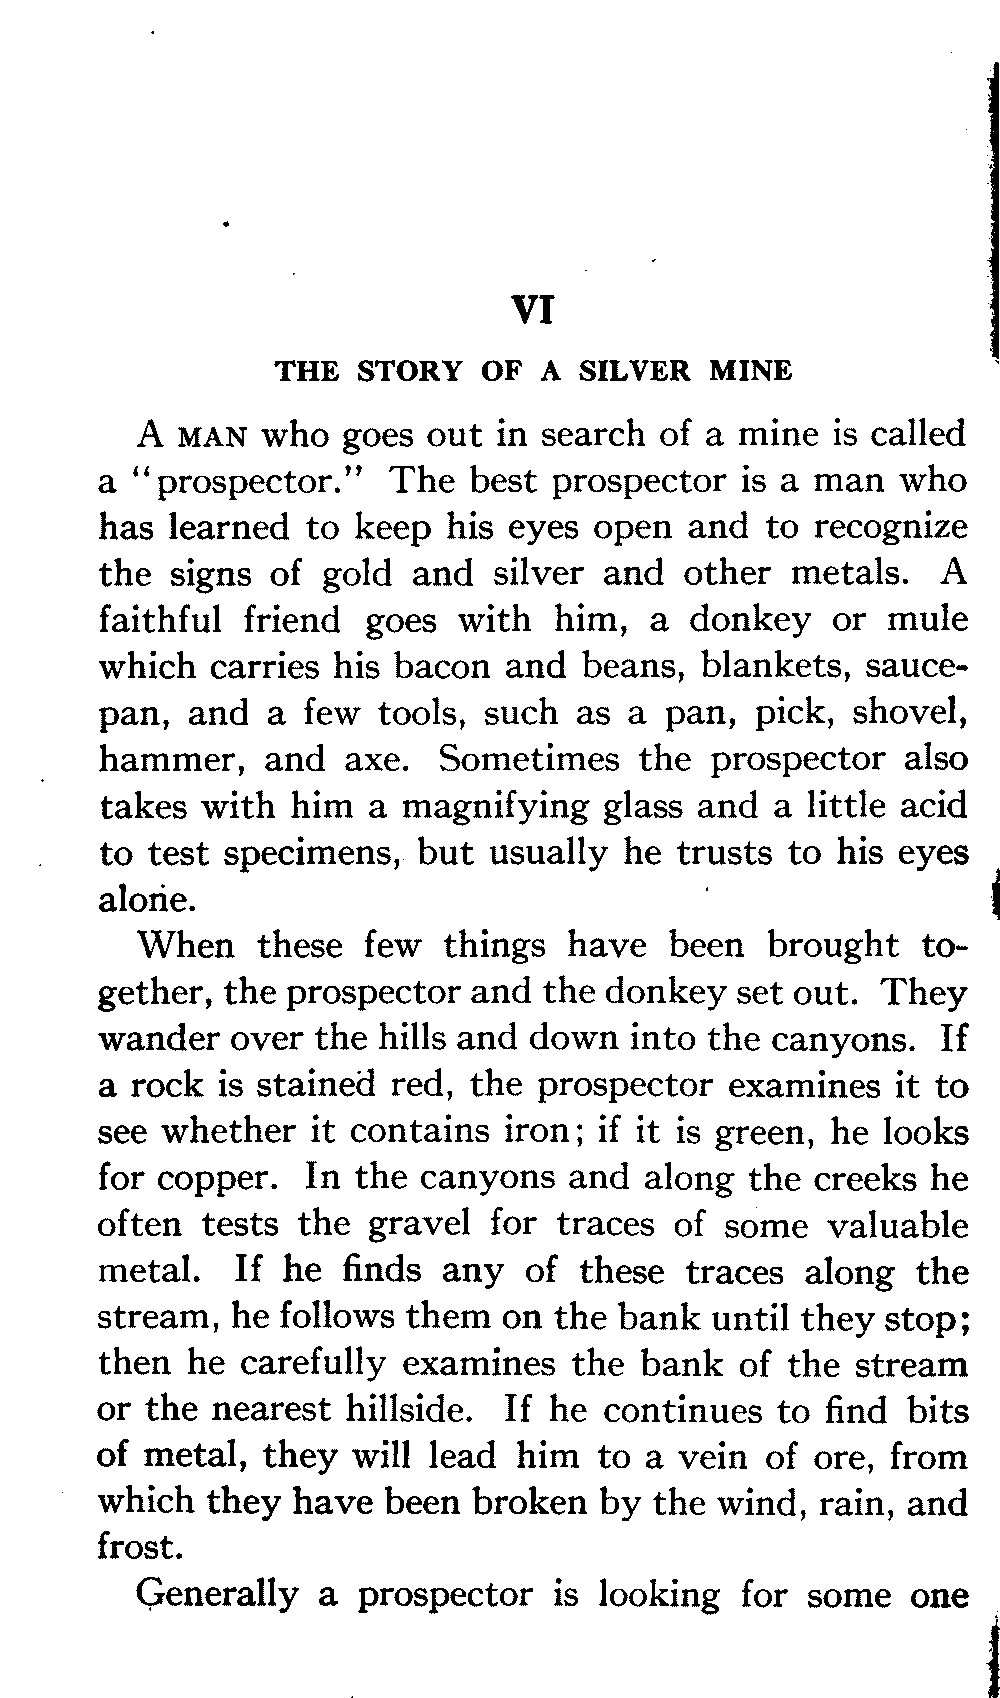 VI
THE STORY OF A SILVER MINE
A MAN who goes out in search of a mine is called
a "prospector." The best prospector is a man who
has learned to keep his eyes open and to recognize
the signs of gold and silver and other metals. A
faithful friend goes with him, a donkey or mule
which carries his bacon and beans, blankets, sauce-
pan, and a few tools, such as a pan, pick, shovel,
hammer, and axe. Sometimes the prospector also
takes with him a magnifying glass and a little acid
to test specimens, but usually he trusts to his eyes
alone.
When these few things have been brought to-
gether, the prospector and the donkey set out. They
wander over the hills and down into the canyons. If
a rock is stained red, the prospector examines it to
see whether it contains iron; if it is green, he looks
for copper. In the canyons and along the creeks he
often tests the gravel for traces of some valuable
metal. If he finds any of these traces along the
stream, he follows them on the bank until they stop;
then he carefully examines the bank of the stream
or the nearest hillside. If he continues to find bits
of metal, they will lead him to a vein of ore, from
which they have been broken by the wind, rain, and
frost.
Generally a prospector is looking for some one